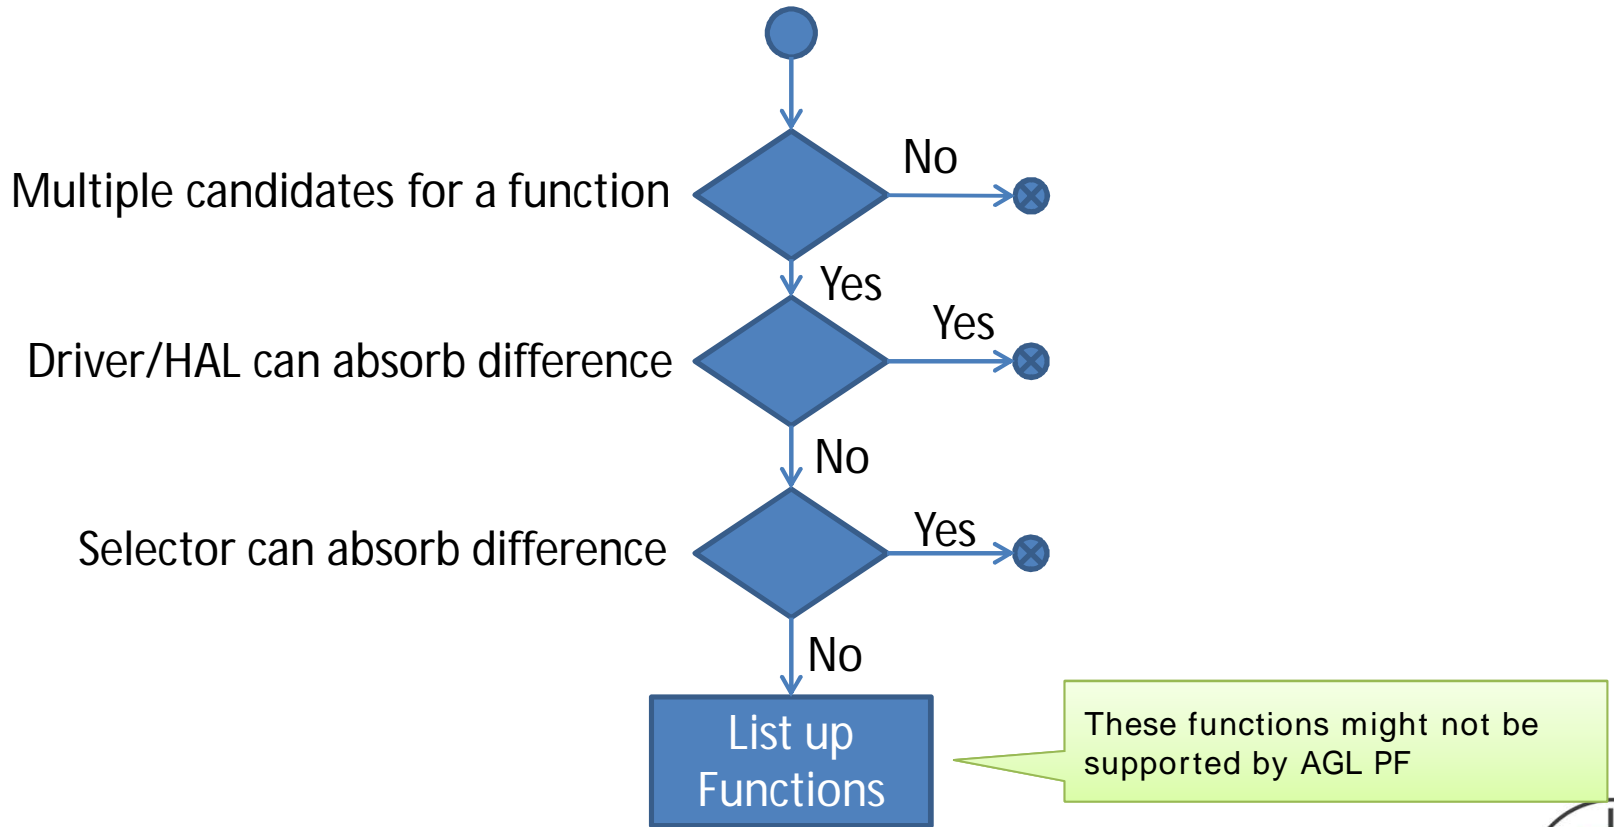 No
Multiple candidates for a function
Yes
Yes
Driver/HAL can absorb difference
No
Yes
Selector can absorb difference
No
List up
Functions
These functions might not be
supported by AGL PF